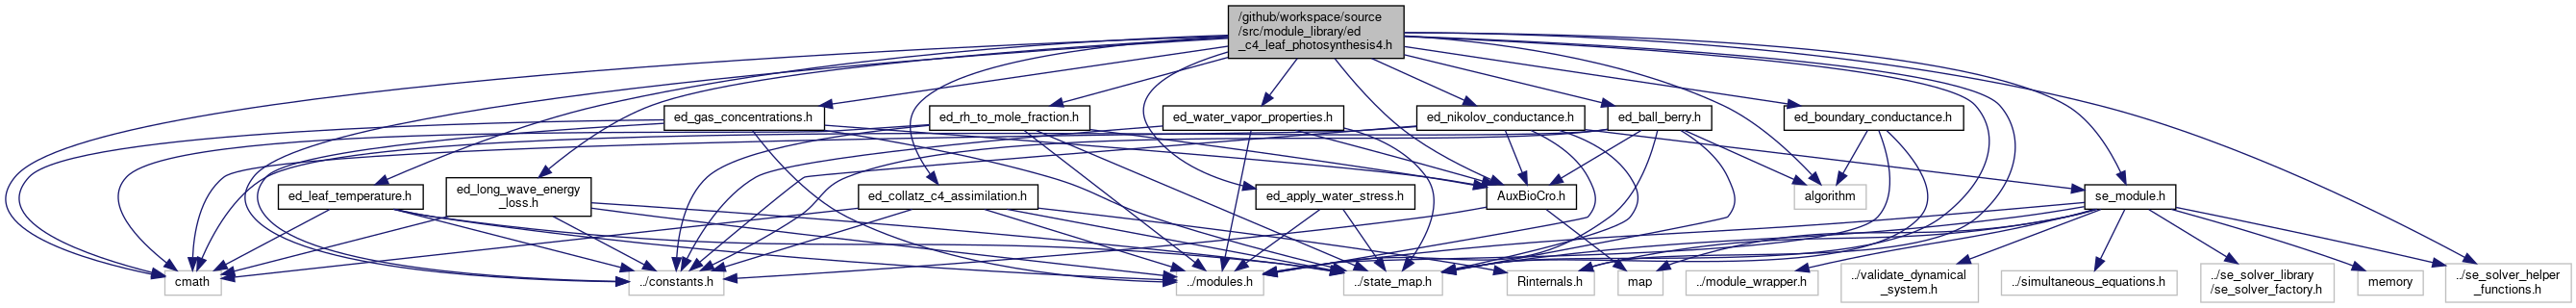 /github/workspace/source
/src/module_library/ed
_c4_leaf_photosynthesis4.h
ed_gas_concentrations.h
ed_rh_to_mole_fraction.h
ed_water_vapor_properties.h
ed_nikolov_conductance.h
ed_ball_berry.h
ed_boundary_conductance.h
ed_leaf_temperature.h
ed_long_wave_energy
_loss.h
ed_collatz_c4_assimilation.h
ed_apply_water_stress.h
AuxBioCro.h
algorithm
se_module.h
cmath
../constants.h
../modules.h
../state_map.h
Rinternals.h
map
../module_wrapper.h
../validate_dynamical
_system.h
../simultaneous_equations.h
../se_solver_library
/se_solver_factory.h
memory
../se_solver_helper
_functions.h